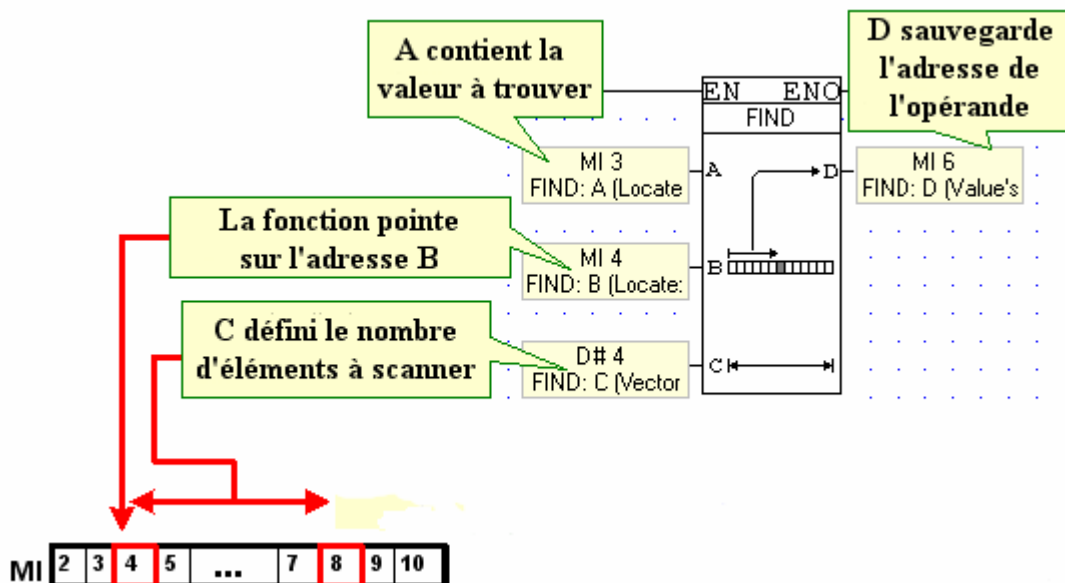 A contient la
valeur à trouver
D sauvegarde
l'adresse de
l'opérande
EN ENO
FIND
MI 3
FIND: A (Locate
A
D
MI 6
FIND: D (Value's
La fonction pointe
sur l'adresse B
MI 4
FIND: B (Locate:
B
C défini le nombre
d'éléments à scanner
D# 4
FIND: C (Vector
C
MI 2 3 4 5 ... 7 8 9 10